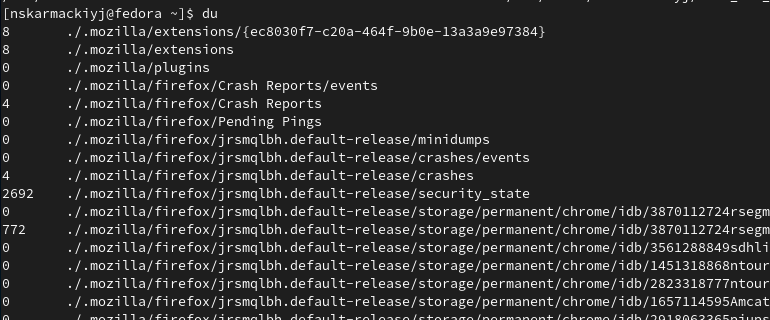 [nskarmackiyj@fedora ~]$ du
8 ./.mozilla/extensions/{ec8030f7-c20a-464f-9b0e-13a3a9e97384}
8 ./.mozilla/extensions
0 ./.mozilla/plugins
0 ./.mozilla/firefox/Crash Reports/events
4 ./.mozilla/firefox/Crash Reports
0 ./.mozilla/firefox/Pending Pings
0 ./.mozilla/firefox/jrsmqlbh.default-release/minidumps
0 ./.mozilla/firefox/jrsmqlbh.default-release/crashes/events
4 ./.mozilla/firefox/jrsmqlbh.default-release/crashes
2692 ./.mozilla/firefox/jrsmqlbh.default-release/security_state
0 ./.mozilla/firefox/jrsmqlbh.default-release/storage/permanent/chrome/idb/3870112724rsegm
772 ./.mozilla/firefox/jrsmqlbh.default-release/storage/permanent/chrome/idb/3870112724rsegm
0 ./.mozilla/firefox/jrsmqlbh.default-release/storage/permanent/chrome/idb/3561288849sdhli
0 ./.mozilla/firefox/jrsmqlbh.default-release/storage/permanent/chrome/idb/1451318868ntour
0 ./.mozilla/firefox/jrsmqlbh.default-release/storage/permanent/chrome/idb/2823318777ntour
0 ./.mozilla/firefox/jrsmqlbh.default-release/storage/permanent/chrome/idb/1657114595Amcat